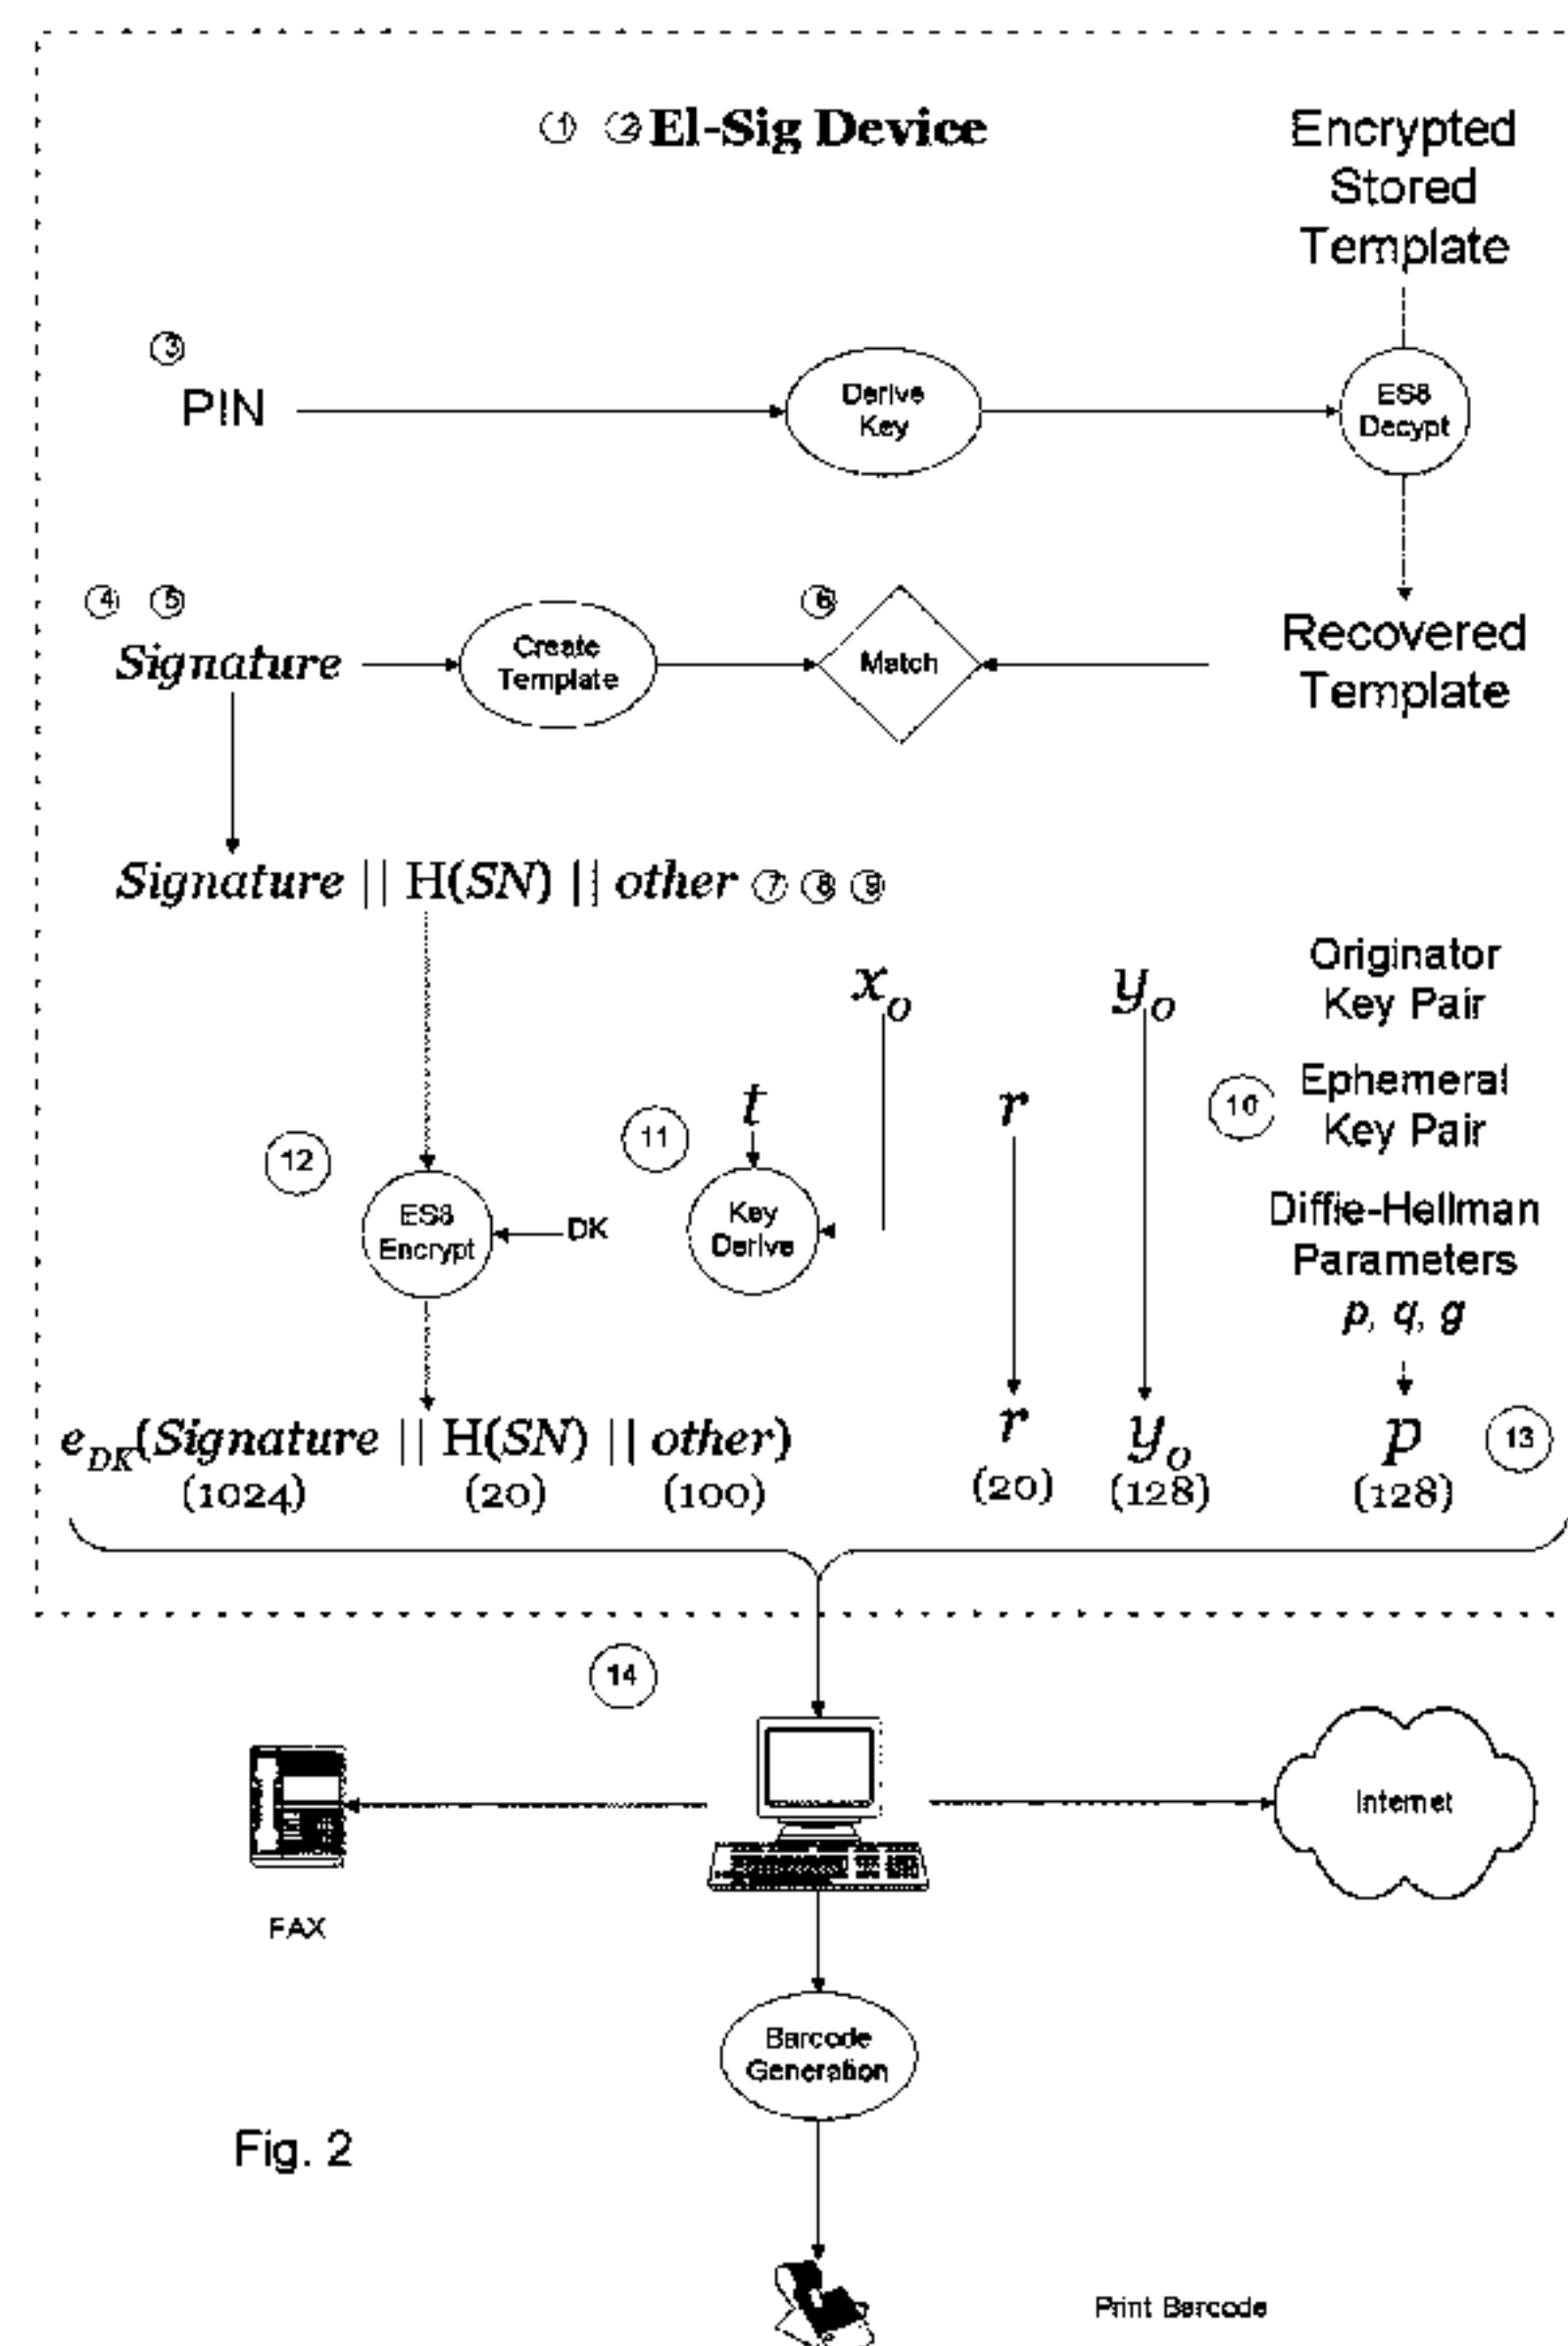 ① ② El-Sig Device
Encrypted
Stored
Template
③
PIN
Derive
Key
ES8
Decypt
④ ⑤
Signature
Create
Template
⑥
Match
Recovered
Template
Signature || H(SN) || other ⑦ ⑧ ⑨
x₀
y₀
Originator
Key Pair
t
r
10
Ephemeral
Key Pair
11
12
ES8
Encrypt
DK
Key
Derive
Diffie-Hellman
Parameters
p, q, g
e_DK(Signature || H(SN) || other)
r
y₀
p
13
(1024)
(20)
(100)
(20)
(128)
(128)
14
Internet
FAX
Barcode
Generation
Fig. 2
Print Barcode